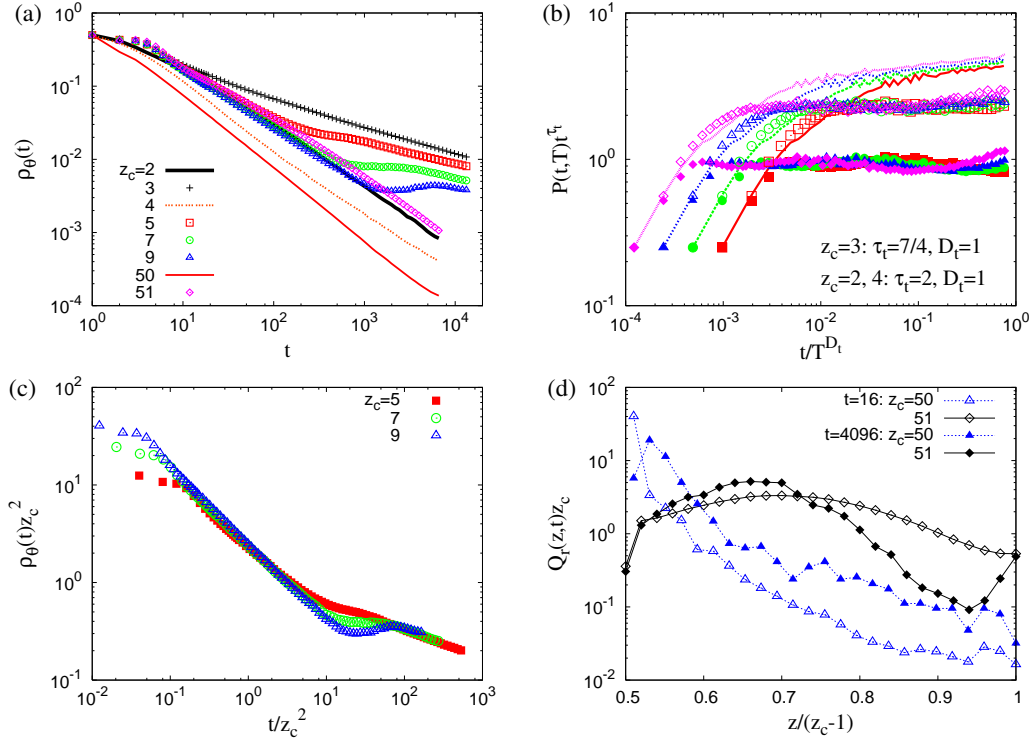 (a)
10^0
10^-1
10^-2
10^-3
10^-4
ρ_θ(t)
z_c=2
3
4
5
7
9
50
51
10^0
10^1
10^2
10^3
10^4
t
(b)
10^1
10^0
10^-1
P(t,T)t^τ_t
z_c=3: τ_t=7/4, D_t=1
z_c=2, 4: τ_t=2, D_t=1
10^-4
10^-3
10^-2
10^-1
10^0
t/T^D_t
(c)
10^2
10^1
10^0
10^-1
ρ_θ(t)z_c^2
z_c=5
7
9
10^-2
10^-1
10^0
10^1
10^2
10^3
t/z_c^2
(d)
10^2
10^1
10^0
10^-1
10^-2
Q_r(z,t)z_c
t=16: z_c=50
51
t=4096: z_c=50
51
0.5
0.6
0.7
0.8
0.9
1
z/(z_c-1)